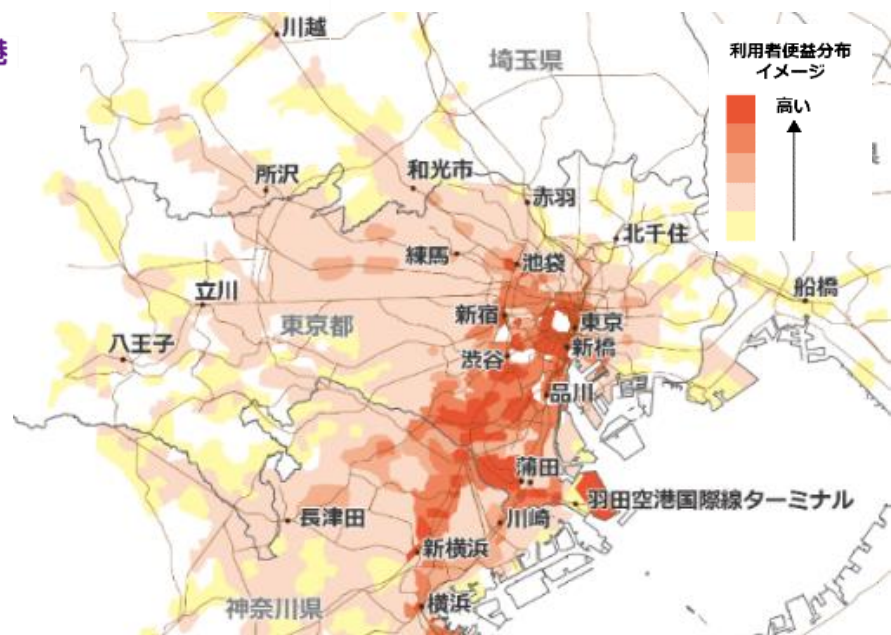 港
川越
埼玉県
利用者便益分布
イメージ
高い
所沢
和光市
赤羽
北千住
県
練馬
池袋
船橋
立川
新宿
東京
東京都
新橋
八王子
渋谷
品川
蒲田
羽田空港国際線ターミナル
長津田
川崎
新横浜
神奈川県
横浜